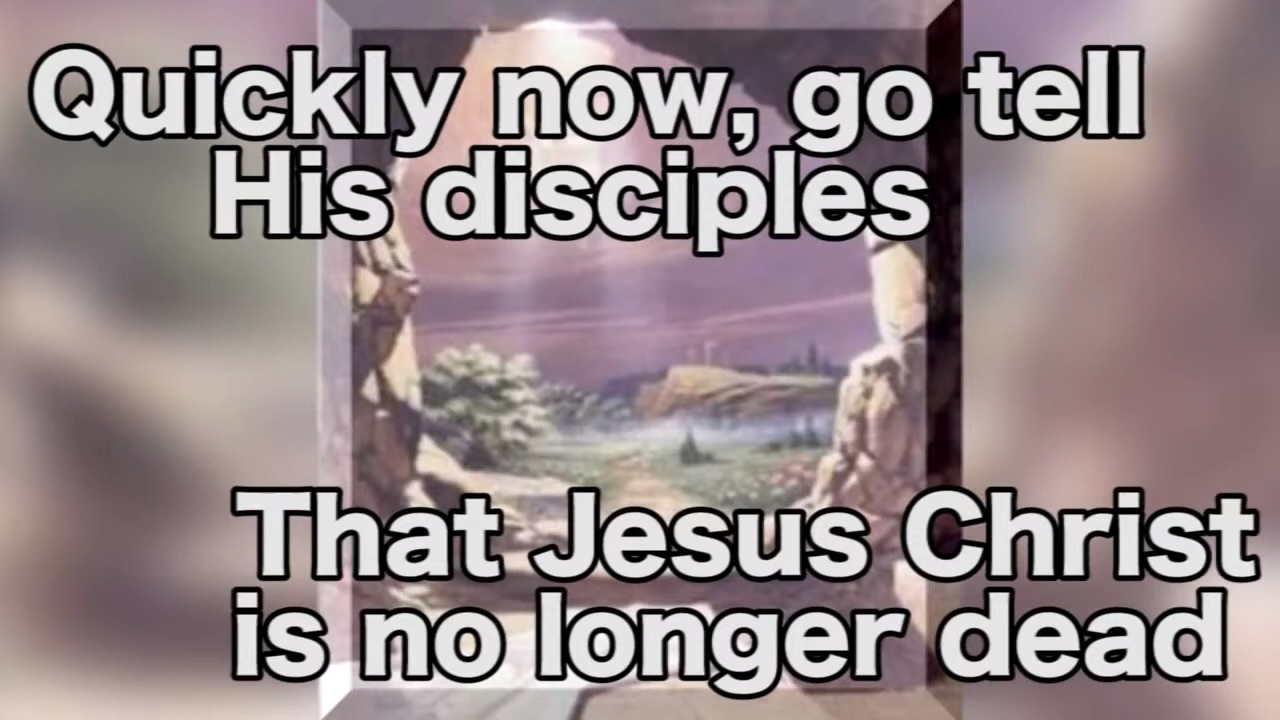 Quickly now, go tell
His disciples
That Jesus Christ
is no longer dead